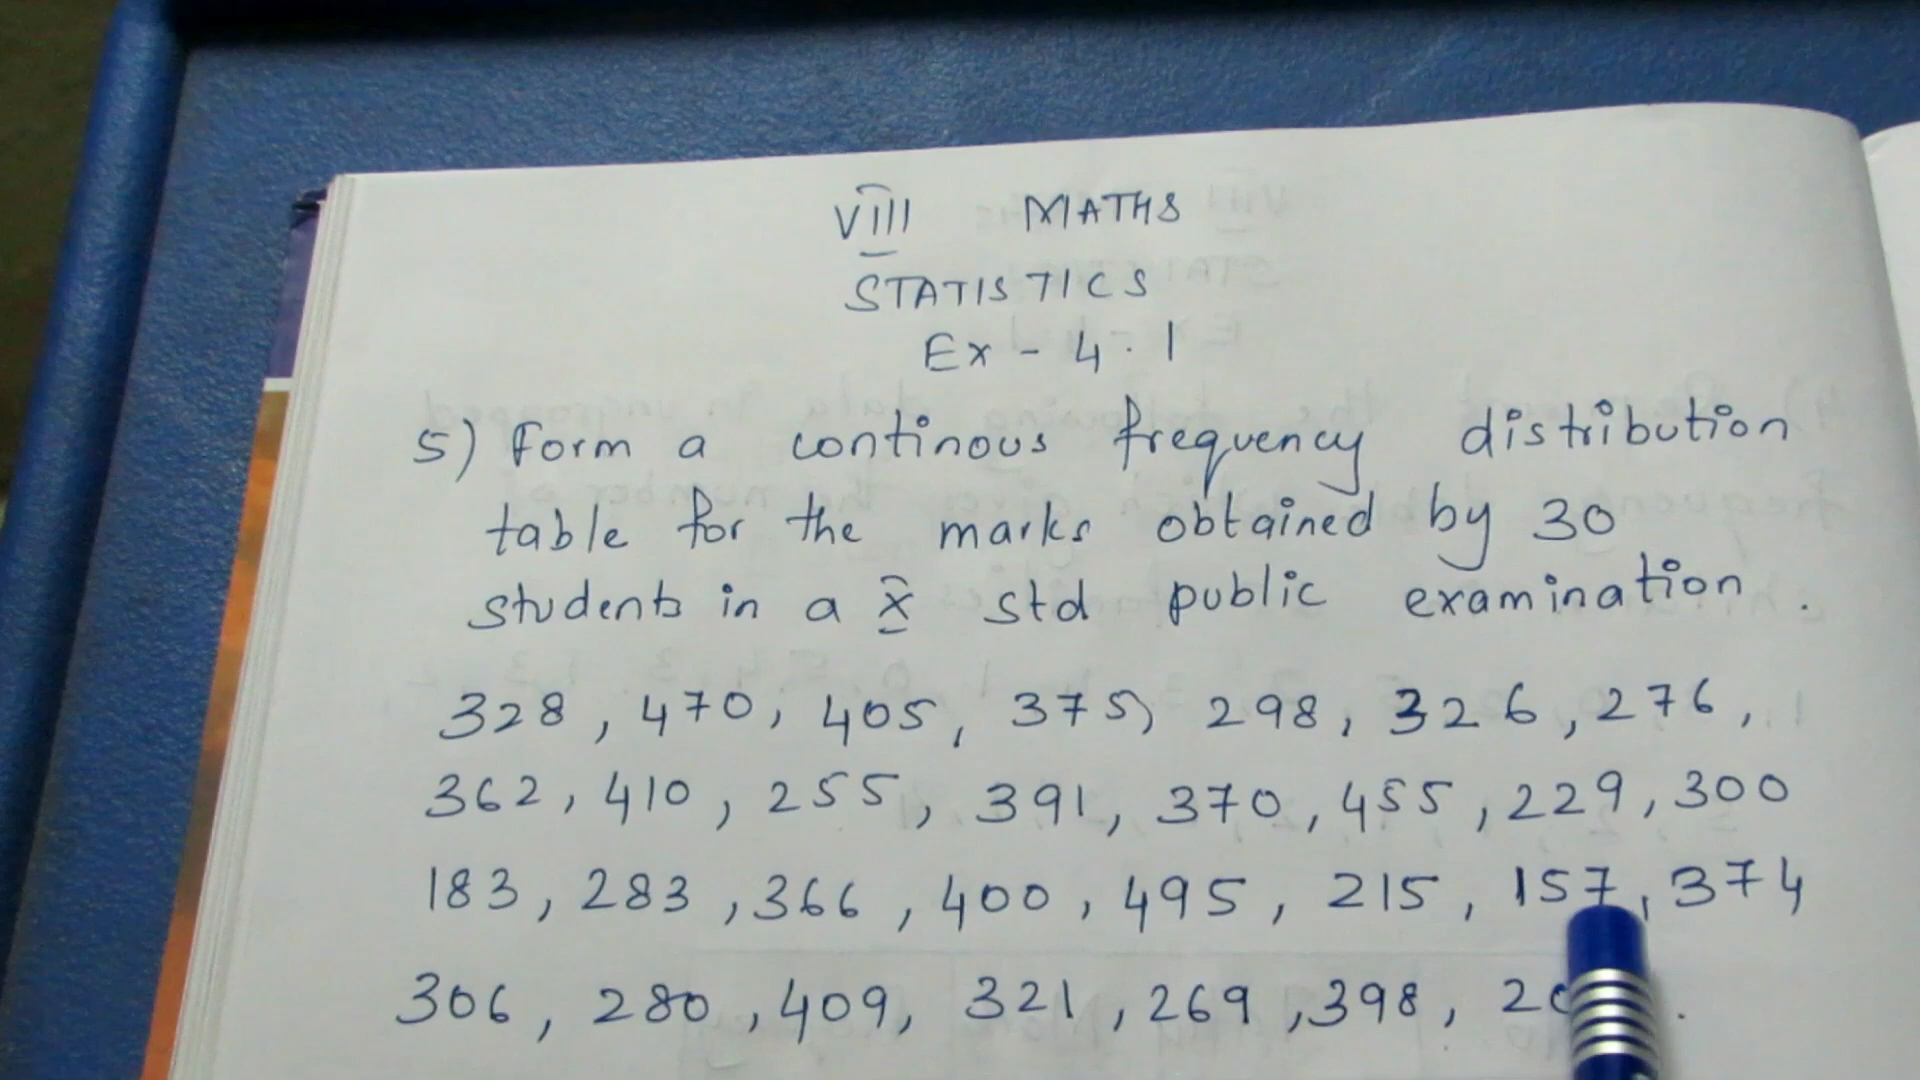 VIII MATHS
STATISTICS
Ex - 4.1
5) Form a continous frequency distribution
table for the marks obtained by 30
students in a X std public examination.
328, 470, 405, 375, 298, 326, 276,
362, 410, 255, 391, 370, 455, 229, 300
183, 283, 366, 400, 495, 215, 157, 374
306, 280, 409, 321, 269, 398,